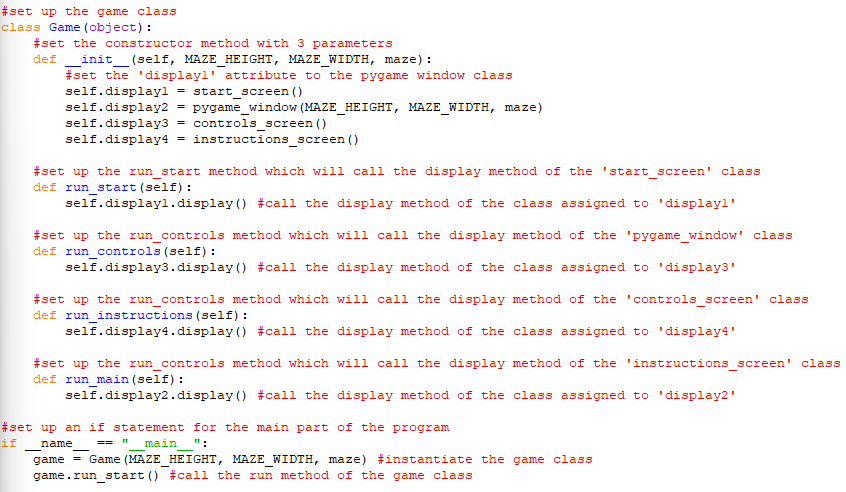 #set up the game class
class Game(object):
    #set the constructor method with 3 parameters
    def __init__(self, MAZE_HEIGHT, MAZE_WIDTH, maze):
        #set the 'display1' attribute to the pygame window class
        self.display1 = start_screen()
        self.display2 = pygame_window(MAZE_HEIGHT, MAZE_WIDTH, maze)
        self.display3 = controls_screen()
        self.display4 = instructions_screen()

    #set up the run_start method which will call the display method of the 'start_screen' class
    def run_start(self):
        self.display1.display() #call the display method of the class assigned to 'display1'

    #set up the run_controls method which will call the display method of the 'pygame_window' class
    def run_controls(self):
        self.display3.display() #call the display method of the class assigned to 'display3'

    #set up the run_controls method which will call the display method of the 'controls_screen' class
    def run_instructions(self):
        self.display4.display() #call the display method of the class assigned to 'display4'

    #set up the run_controls method which will call the display method of the 'instructions_screen' class
    def run_main(self):
        self.display2.display() #call the display method of the class assigned to 'display2'

#set up an if statement for the main part of the program
if __name__ == "__main__":
    game = Game(MAZE_HEIGHT, MAZE_WIDTH, maze) #instantiate the game class
    game.run_start() #call the run method of the game class